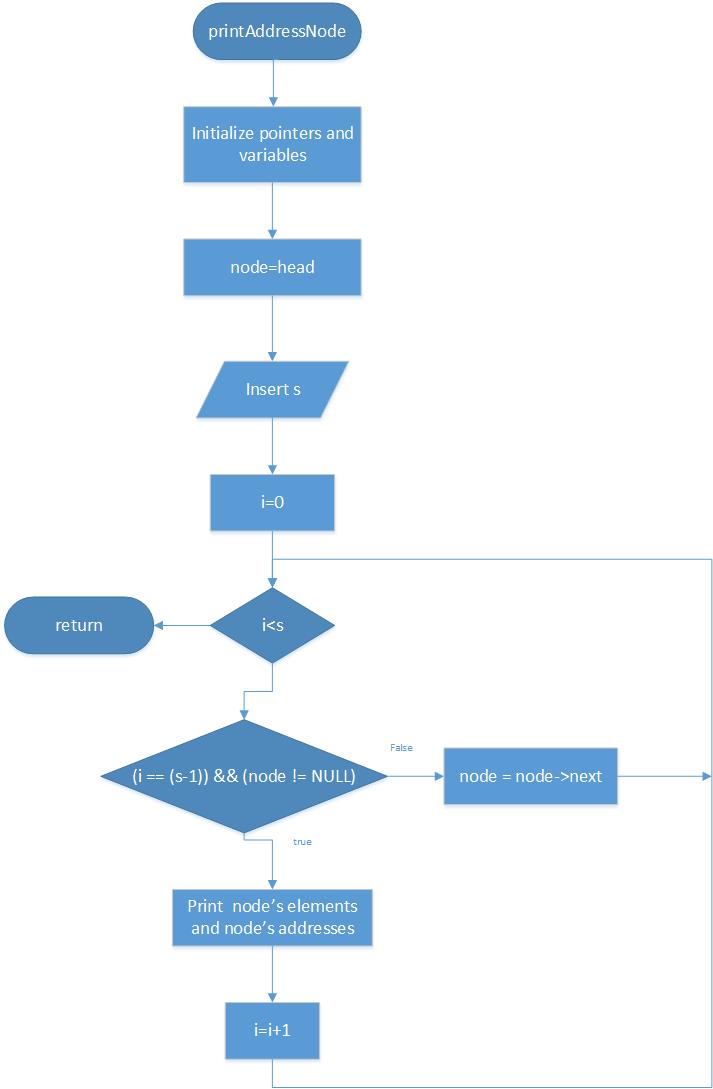 printAddressNode
Initialize pointers and
variables
node=head
Insert s
i=0
i<s
return
(i == (s-1)) && (node != NULL)
False
node = node->next
true
Print  node’s elements
and node’s addresses
i=i+1